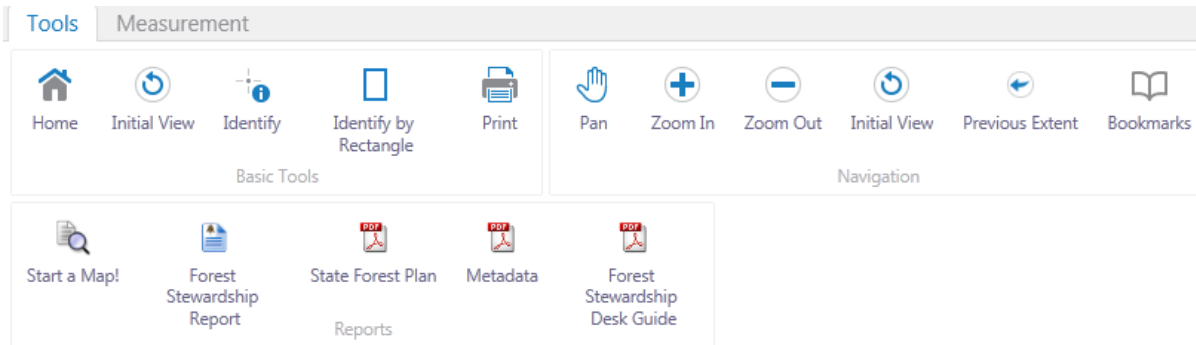 Tools Measurement
Home Initial View Identify Identify by Print Pan Zoom In Zoom Out Initial View Previous Extent Bookmarks
Rectangle
Basic Tools Navigation
PDF PDF PDF
Start a Map! Forest State Forest Plan Metadata Forest
Stewardship Stewardship
Report Desk Guide
Reports